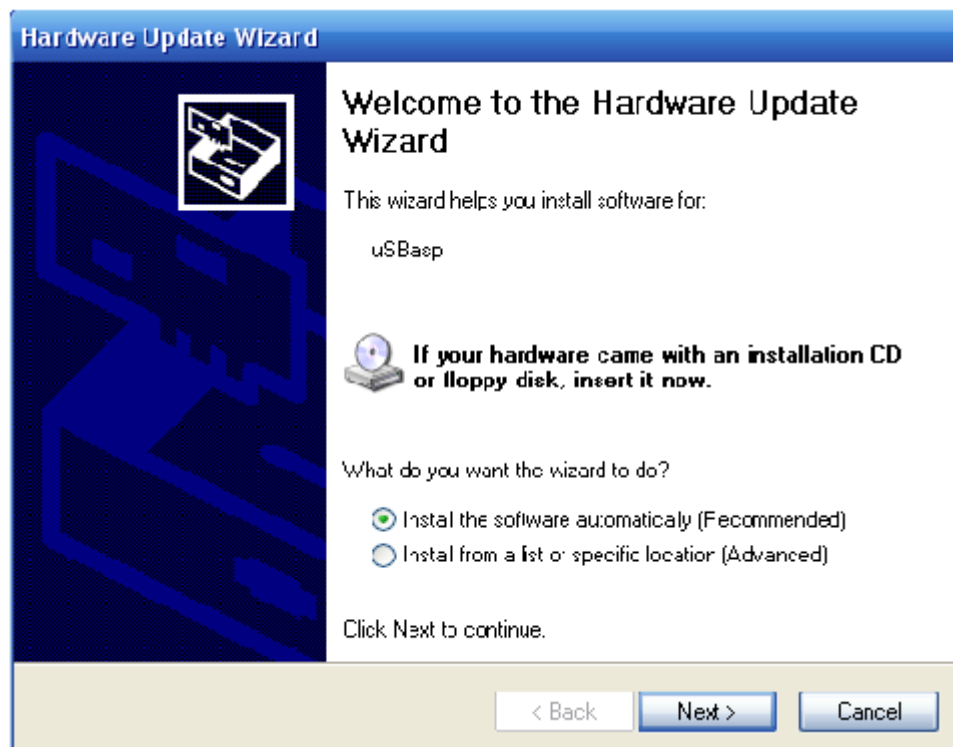 Hardware Update Wizard
Welcome to the Hardware Update
Wizard
This wizard helps you install software for:
uSBasp
If your hardware came with an installation CD
or floppy disk, insert it now.
What do you want the wizard to do?
Instal the software automaticaly (Fecommended)
Instal from a list or specific location (Advanced)
Click Next to continue.
< Back
Next >
Cancel